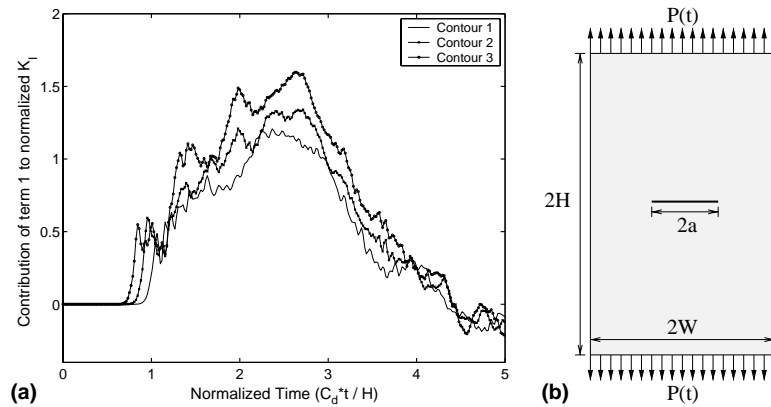 Contribution of term 1 to normalized K_I
2
1.5
1
0.5
0
0
1
2
3
4
5
Normalized Time (C_d*t / H)
Contour 1
Contour 2
Contour 3
(a)
P(t)
2H
2a
2W
P(t)
(b)